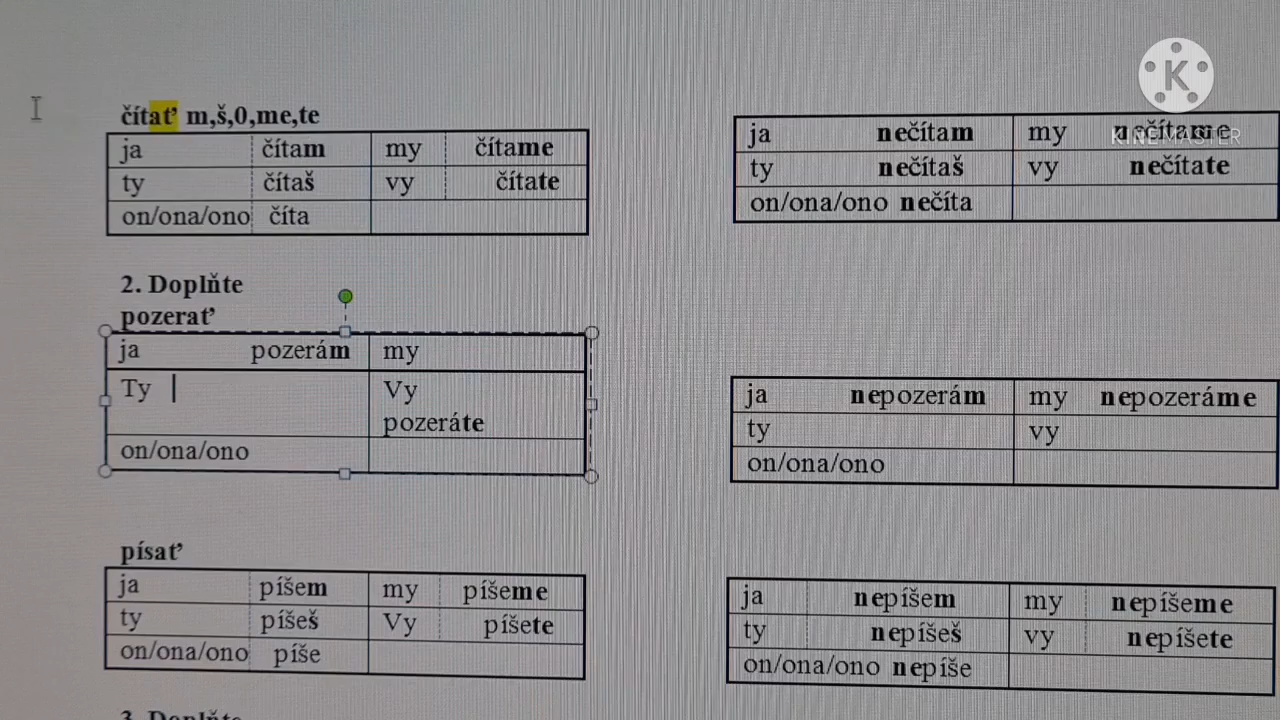 K
KINEMASTER
čítať m,š,0,me,te
ja čítam my čítame
ty čítaš vy čítate
on/ona/ono číta
ja nečítam my nečítame
ty nečítaš vy nečítate
on/ona/ono nečíta
2. Doplňte
pozerať
ja pozerám my
Ty Vy
pozeráte
on/ona/ono
ja nepozerám my nepozeráme
ty vy
on/ona/ono
písať
ja píšem my píšeme
ty píšeš Vy píšete
on/ona/ono píše
ja nepíšem my nepíšeme
ty nepíšeš vy nepíšete
on/ona/ono nepíše
3. Doplňte